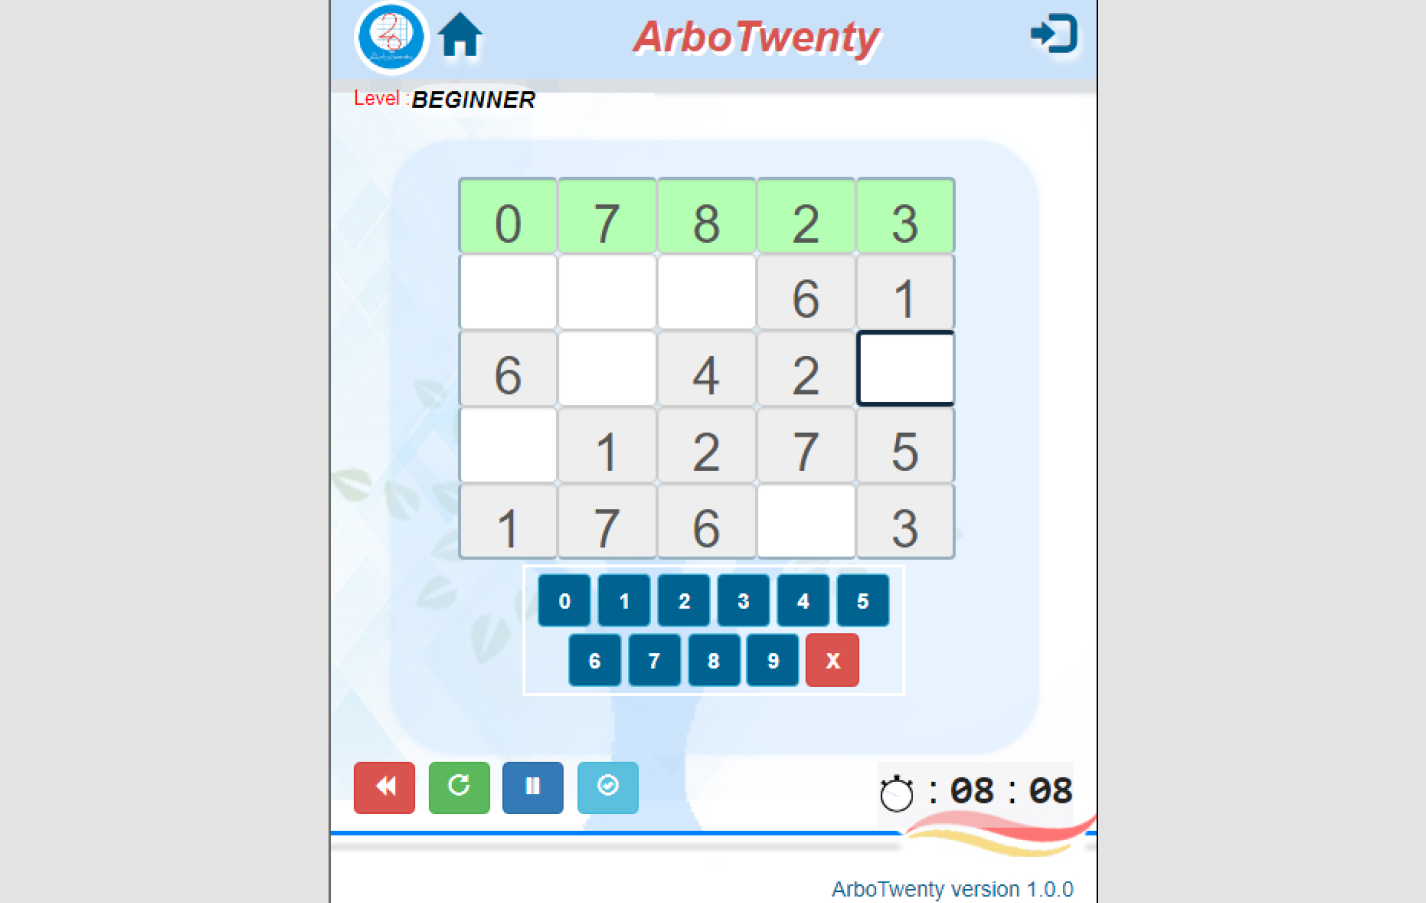 20
ArboTwenty
ArboTwenty
Level : BEGINNER
0 7 8 2 3
6 1
6 4 2
1 2 7 5
1 7 6 3
0 1 2 3 4 5
6 7 8 9 X
: 08 : 08
ArboTwenty version 1.0.0